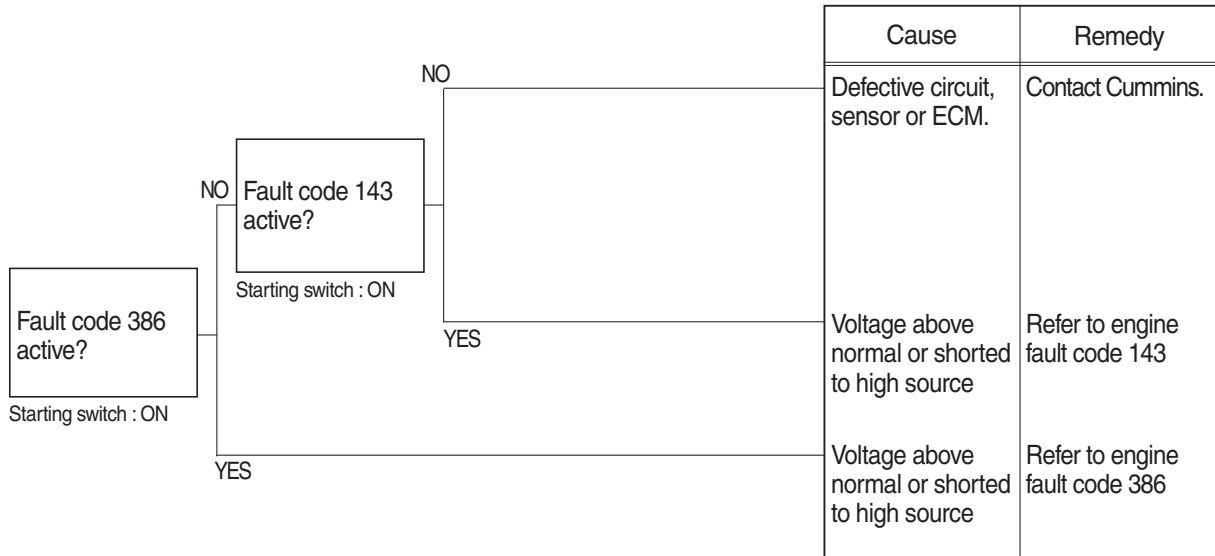 Cause
Remedy
NO
Defective circuit,
sensor or ECM.
Contact Cummins.
NO
Fault code 143
active?
Starting switch : ON
Fault code 386
active?
Starting switch : ON
YES
Voltage above
normal or shorted
to high source
Refer to engine
fault code 143
YES
Voltage above
normal or shorted
to high source
Refer to engine
fault code 386